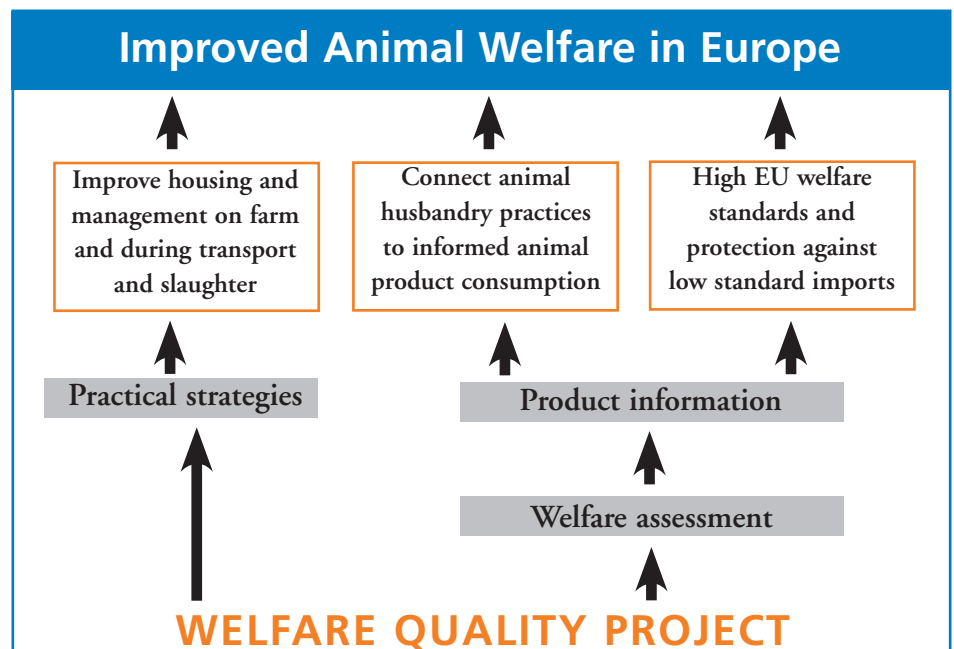 Improved Animal Welfare in Europe
Improve housing and
management on farm
and during transport
and slaughter
Connect animal
husbandry practices
to informed animal
product consumption
High EU welfare
standards and
protection against
low standard imports
Practical strategies
Product information
Welfare assessment
WELFARE QUALITY PROJECT